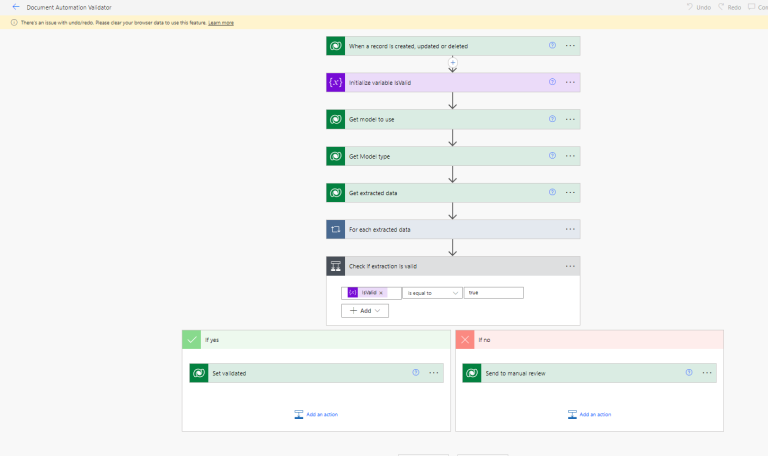 Document Automation Validator
Undo Redo Com
There's an issue with undo/redo. Please clear your browser data to use this feature. Learn more
When a record is created, updated or deleted
Initialize variable IsValid
Get model to use
Get Model type
Get extracted data
For each extracted data
Check if extraction is valid
{x} IsValid × is equal to true
+ Add
If yes
If no
Set validated
Send to manual review
Add an action
Add an action